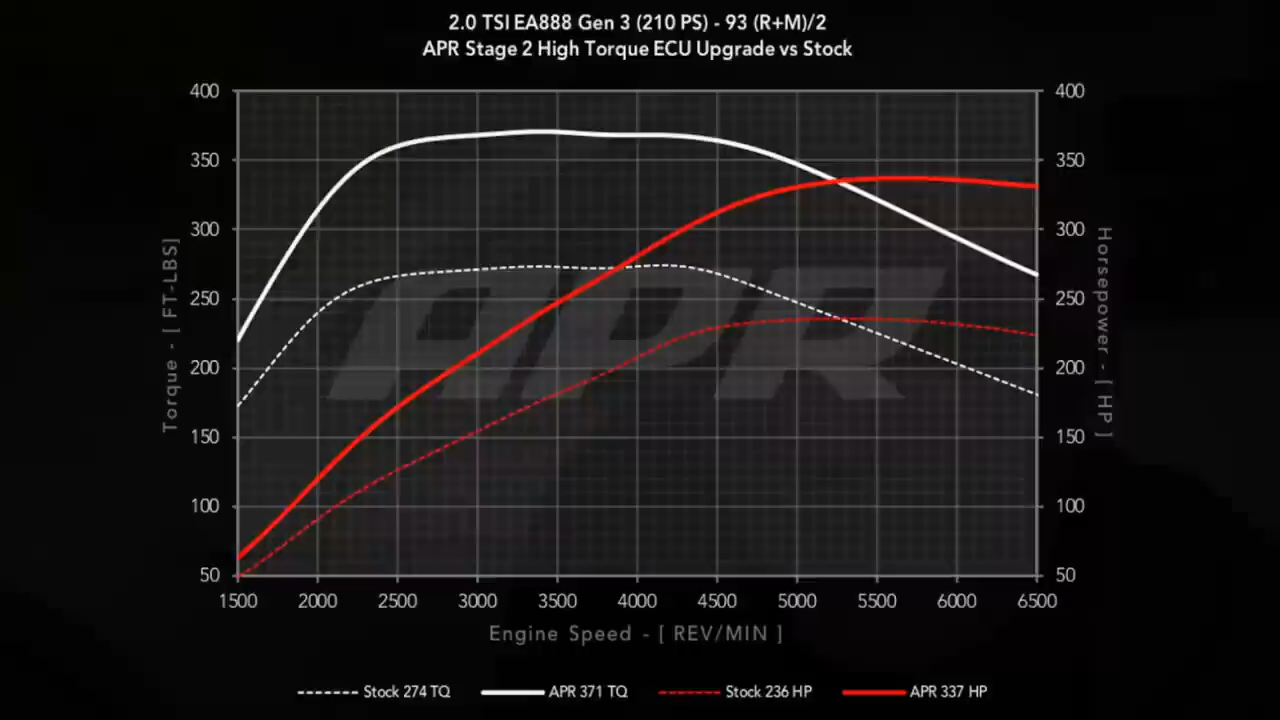 2.0 TSI EA888 Gen 3 (210 PS) - 93 (R+M)/2
APR Stage 2 High Torque ECU Upgrade vs Stock
400
350
300
250
200
150
100
50
Torque - [ FT-LBS]
APR
400
350
300
250
200
150
100
50
Horsepower - [ HP ]
1500 2000 2500 3000 3500 4000 4500 5000 5500 6000 6500
Engine Speed - [ REV/MIN ]
Stock 274 TQ APR 371 TQ Stock 236 HP APR 337 HP